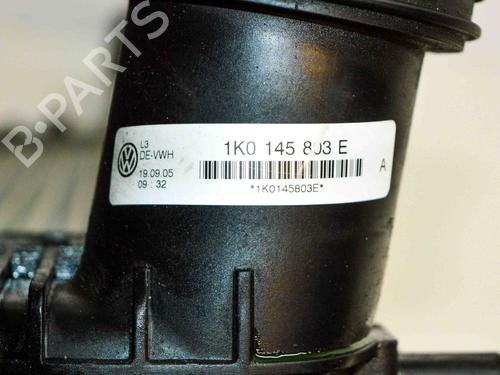 B-PARTS
L3
DE-VWH
19.09.05
09:32
1K0 145 803 E
A
*1K0145803E*